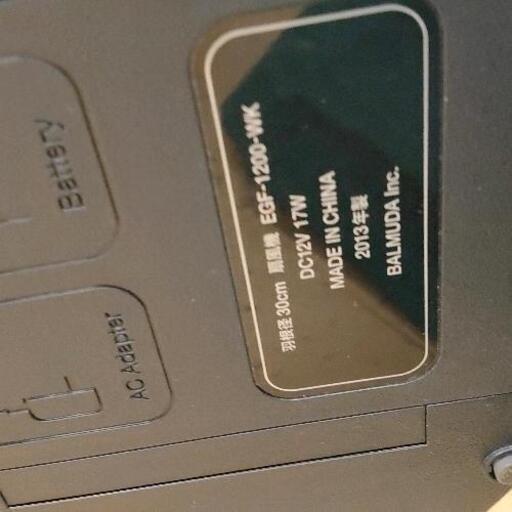 羽根径 30cm 扇風機 EGF-1200-WK
DC12V 17W
MADE IN CHINA
2013年製
BALMUDA Inc.
Battery
AC Adapter